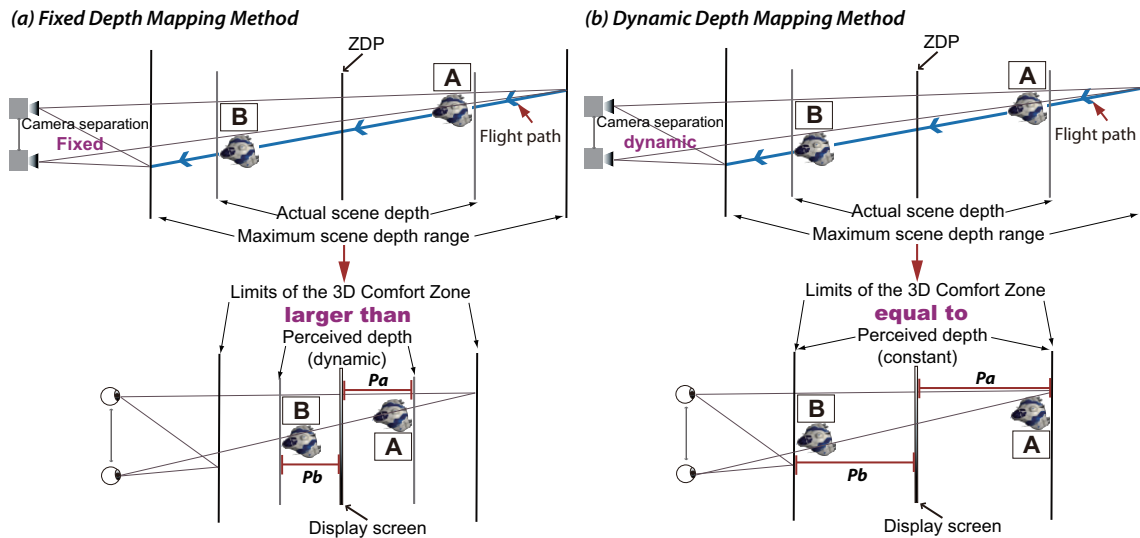 (a) Fixed Depth Mapping Method
ZDP
A
B
Camera separation
Fixed
Flight path
Actual scene depth
Maximum scene depth range
Limits of the 3D Comfort Zone
larger than
Perceived depth
(dynamic)
Pa
B
A
Pb
Display screen
(b) Dynamic Depth Mapping Method
ZDP
A
B
Camera separation
dynamic
Flight path
Actual scene depth
Maximum scene depth range
Limits of the 3D Comfort Zone
equal to
Perceived depth
(constant)
Pa
B
A
Pb
Display screen